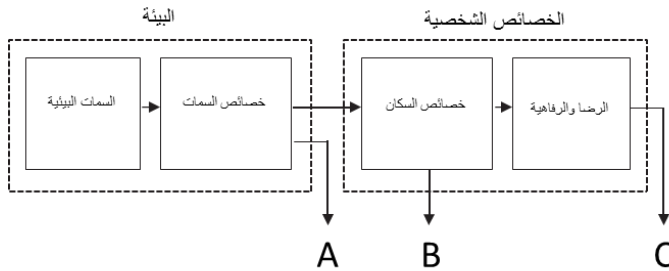 البيئة
الخصائص الشخصية
السمات البيئية
خصائص السمات
خصائص السكان
الرضا والرفاهية
A
B
C